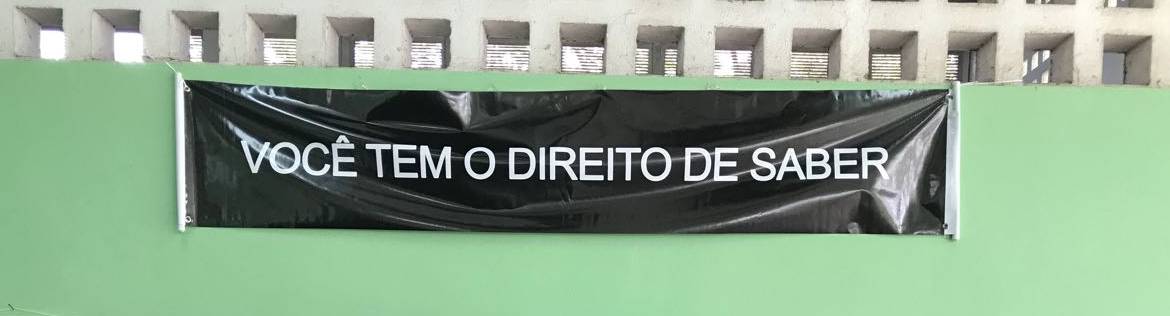 VOCÊ TEM O DIREITO DE SABER